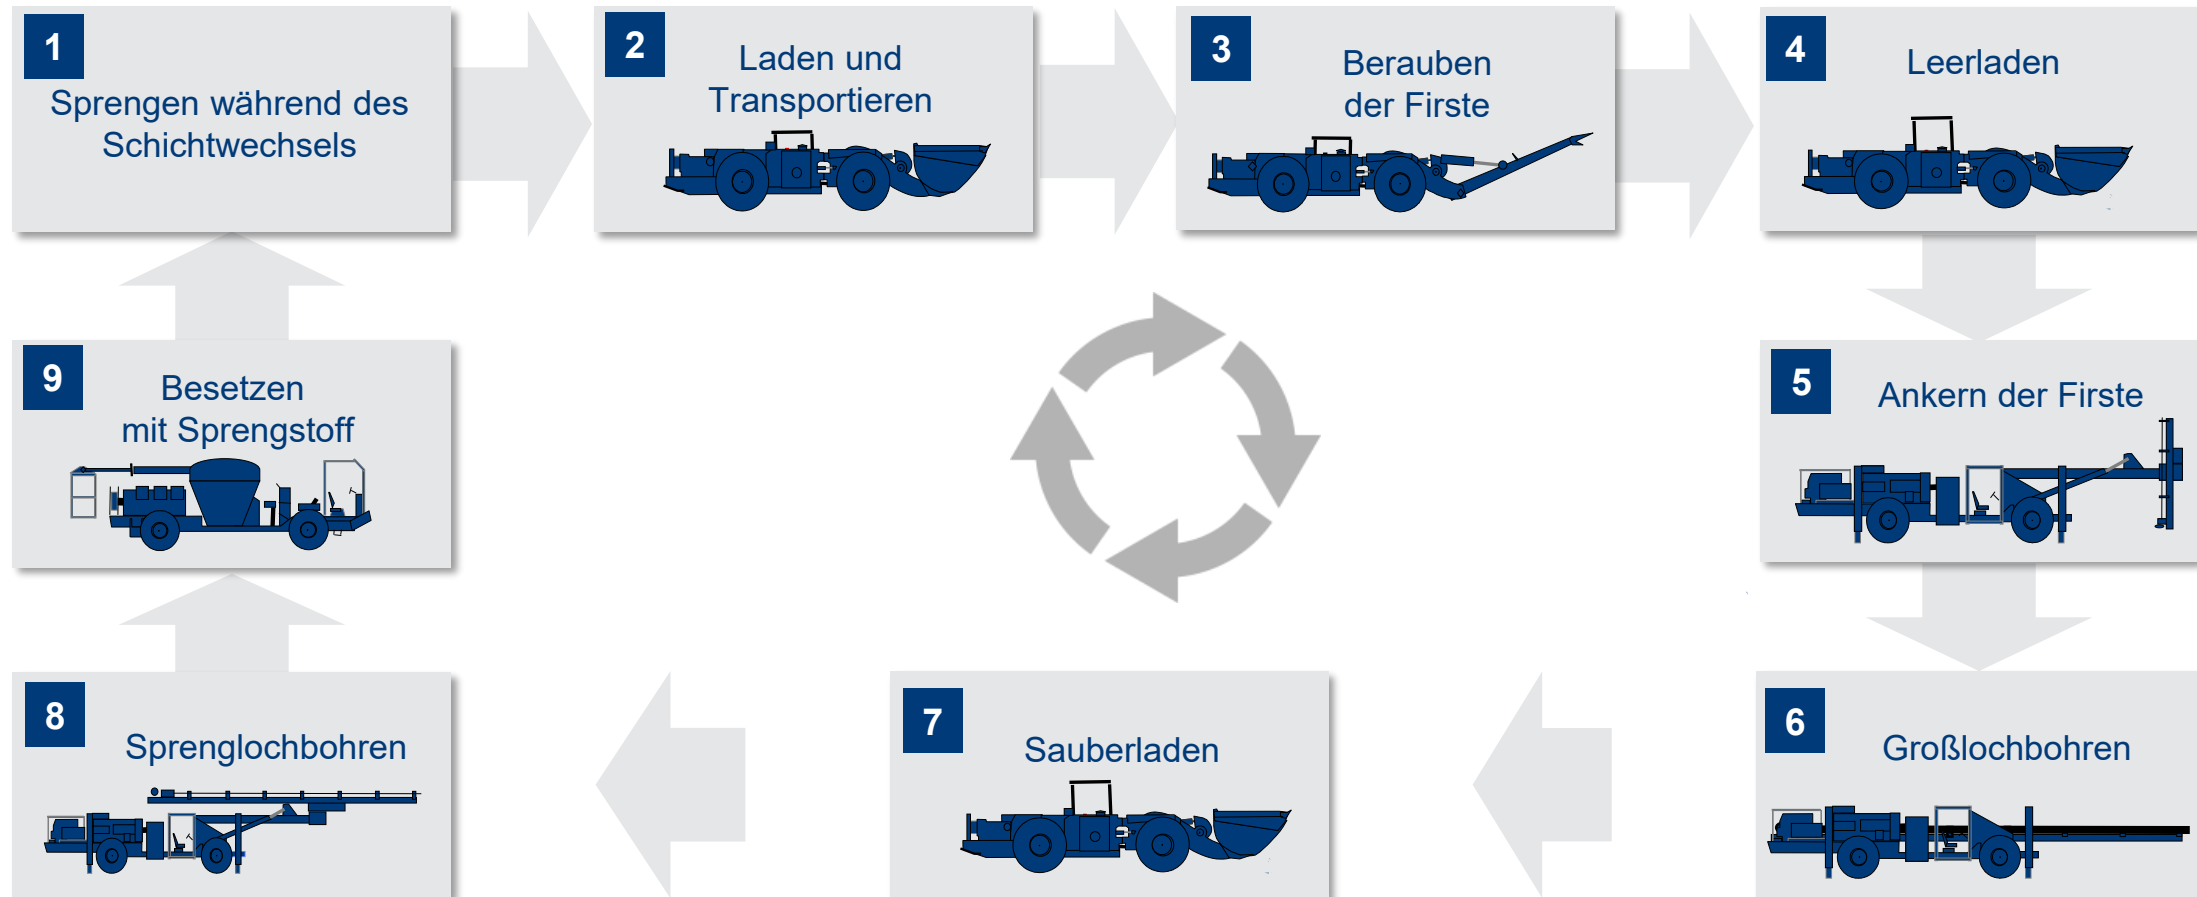 1
Sprengen während des
Schichtwechsels
2
Laden und
Transportieren
3
Berauben
der Firste
4
Leerladen
5
Ankern der Firste
6
Großlochbohren
7
Sauberladen
8
Sprenglochbohren
9
Besetzen
mit Sprengstoff